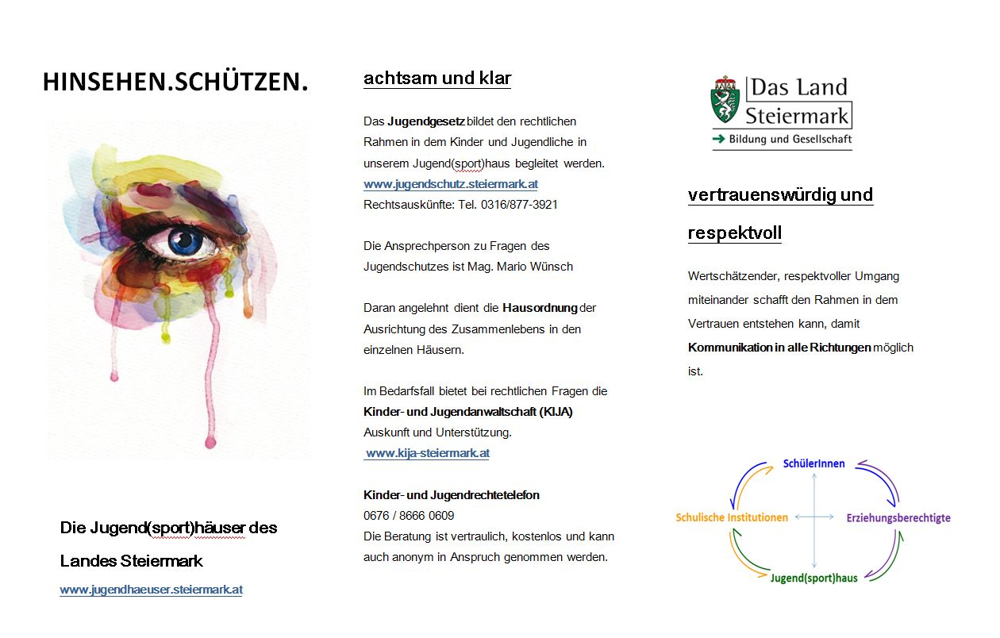 HINSEHEN.SCHÜTZEN.
Die Jugend(sport)häuser des
Landes Steiermark
www.jugendhaeuser.steiermark.at
achtsam und klar
Das Jugendgesetz bildet den rechtlichen
Rahmen in dem Kinder und Jugendliche in
unserem Jugend(sport)haus begleitet werden.
www.jugendschutz.steiermark.at
Rechtsauskünfte: Tel. 0316/877-3921
Die Ansprechperson zu Fragen des
Jugendschutzes ist Mag. Mario Wünsch
Daran angelehnt dient die Hausordnung der
Ausrichtung des Zusammenlebens in den
einzelnen Häusern.
Im Bedarfsfall bietet bei rechtlichen Fragen die
Kinder- und Jugendanwaltschaft (KIJA)
Auskunft und Unterstützung.
www.kija-steiermark.at
Kinder- und Jugendrechtetelefon
0676 / 8666 0609
Die Beratung ist vertraulich, kostenlos und kann
auch anonym in Anspruch genommen werden.
Das Land
Steiermark
→ Bildung und Gesellschaft
vertrauenswürdig und
respektvoll
Wertschätzender, respektvoller Umgang
miteinander schafft den Rahmen in dem
Vertrauen entstehen kann, damit
Kommunikation in alle Richtungen möglich
ist.
SchülerInnen
Schulische Institutionen
Erziehungsberechtigte
Jugend(sport)haus